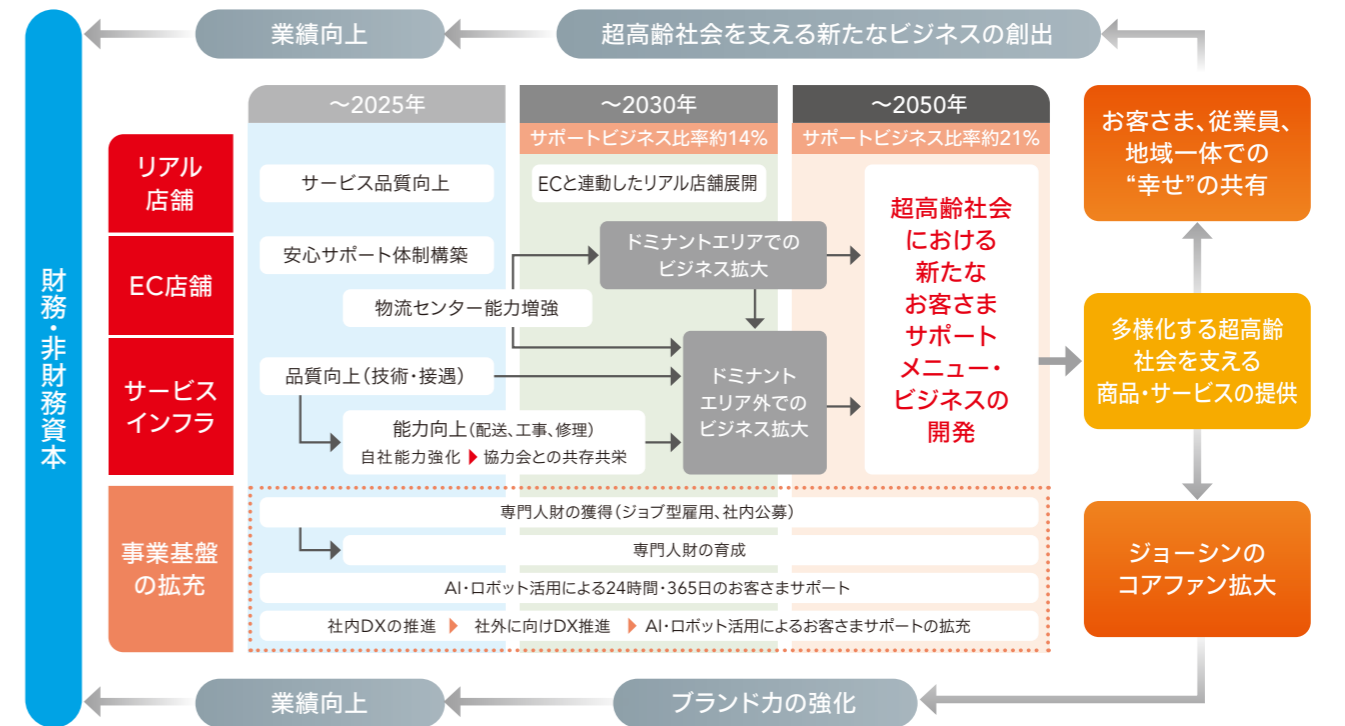 業績向上
超高齢社会を支える新たなビジネスの創出
財務・非財務資本
～2025年
～2030年
～2050年
サポートビジネス比率約14%
サポートビジネス比率約21%
リアル
店舗
サービス品質向上
ECと連動したリアル店舗展開
EC店舗
安心サポート体制構築
物流センター能力増強
ドミナントエリアでの
ビジネス拡大
サービス
インフラ
品質向上（技術・接遇）
能力向上（配送、工事、修理）
自社能力強化 ▶ 協力会との共存共栄
ドミナント
エリア外での
ビジネス拡大
超高齢社会
における
新たな
お客さま
サポート
メニュー・
ビジネスの
開発
事業基盤
の拡充
専門人財の獲得（ジョブ型雇用、社内公募）
専門人財の育成
AI・ロボット活用による24時間・365日のお客さまサポート
社内DXの推進 ▶ 社外に向けDX推進 ▶ AI・ロボット活用によるお客さまサポートの拡充
お客さま、従業員、
地域一体での
“幸せ”の共有
多様化する超高齢
社会を支える
商品・サービスの提供
ジョーシンの
コアファン拡大
業績向上
ブランド力の強化